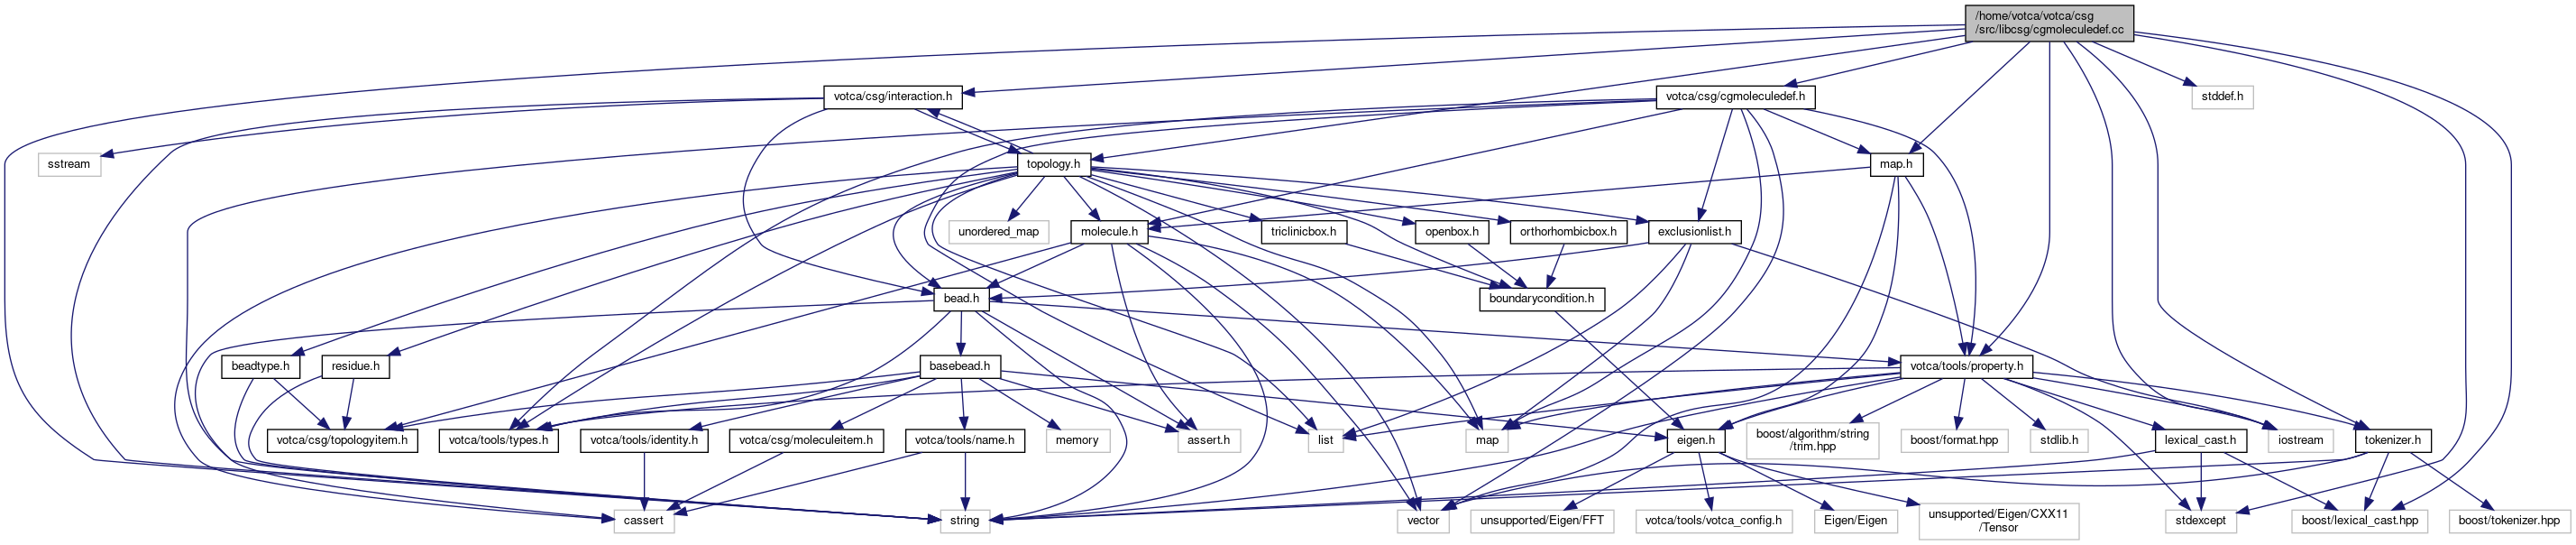 /home/votca/votca/csg
/src/libcsg/cgmoleculedef.cc
votca/csg/interaction.h
votca/csg/cgmoleculedef.h
stddef.h
sstream
topology.h
map.h
unordered_map
molecule.h
triclinicbox.h
openbox.h
orthorhombicbox.h
exclusionlist.h
bead.h
boundarycondition.h
beadtype.h
residue.h
basebead.h
votca/tools/property.h
votca/csg/topologyitem.h
votca/tools/types.h
votca/tools/identity.h
votca/csg/moleculeitem.h
votca/tools/name.h
memory
assert.h
list
map
eigen.h
boost/algorithm/string
/trim.hpp
boost/format.hpp
stdlib.h
lexical_cast.h
iostream
tokenizer.h
cassert
string
vector
unsupported/Eigen/FFT
votca/tools/votca_config.h
Eigen/Eigen
unsupported/Eigen/CXX11
/Tensor
stdexcept
boost/lexical_cast.hpp
boost/tokenizer.hpp